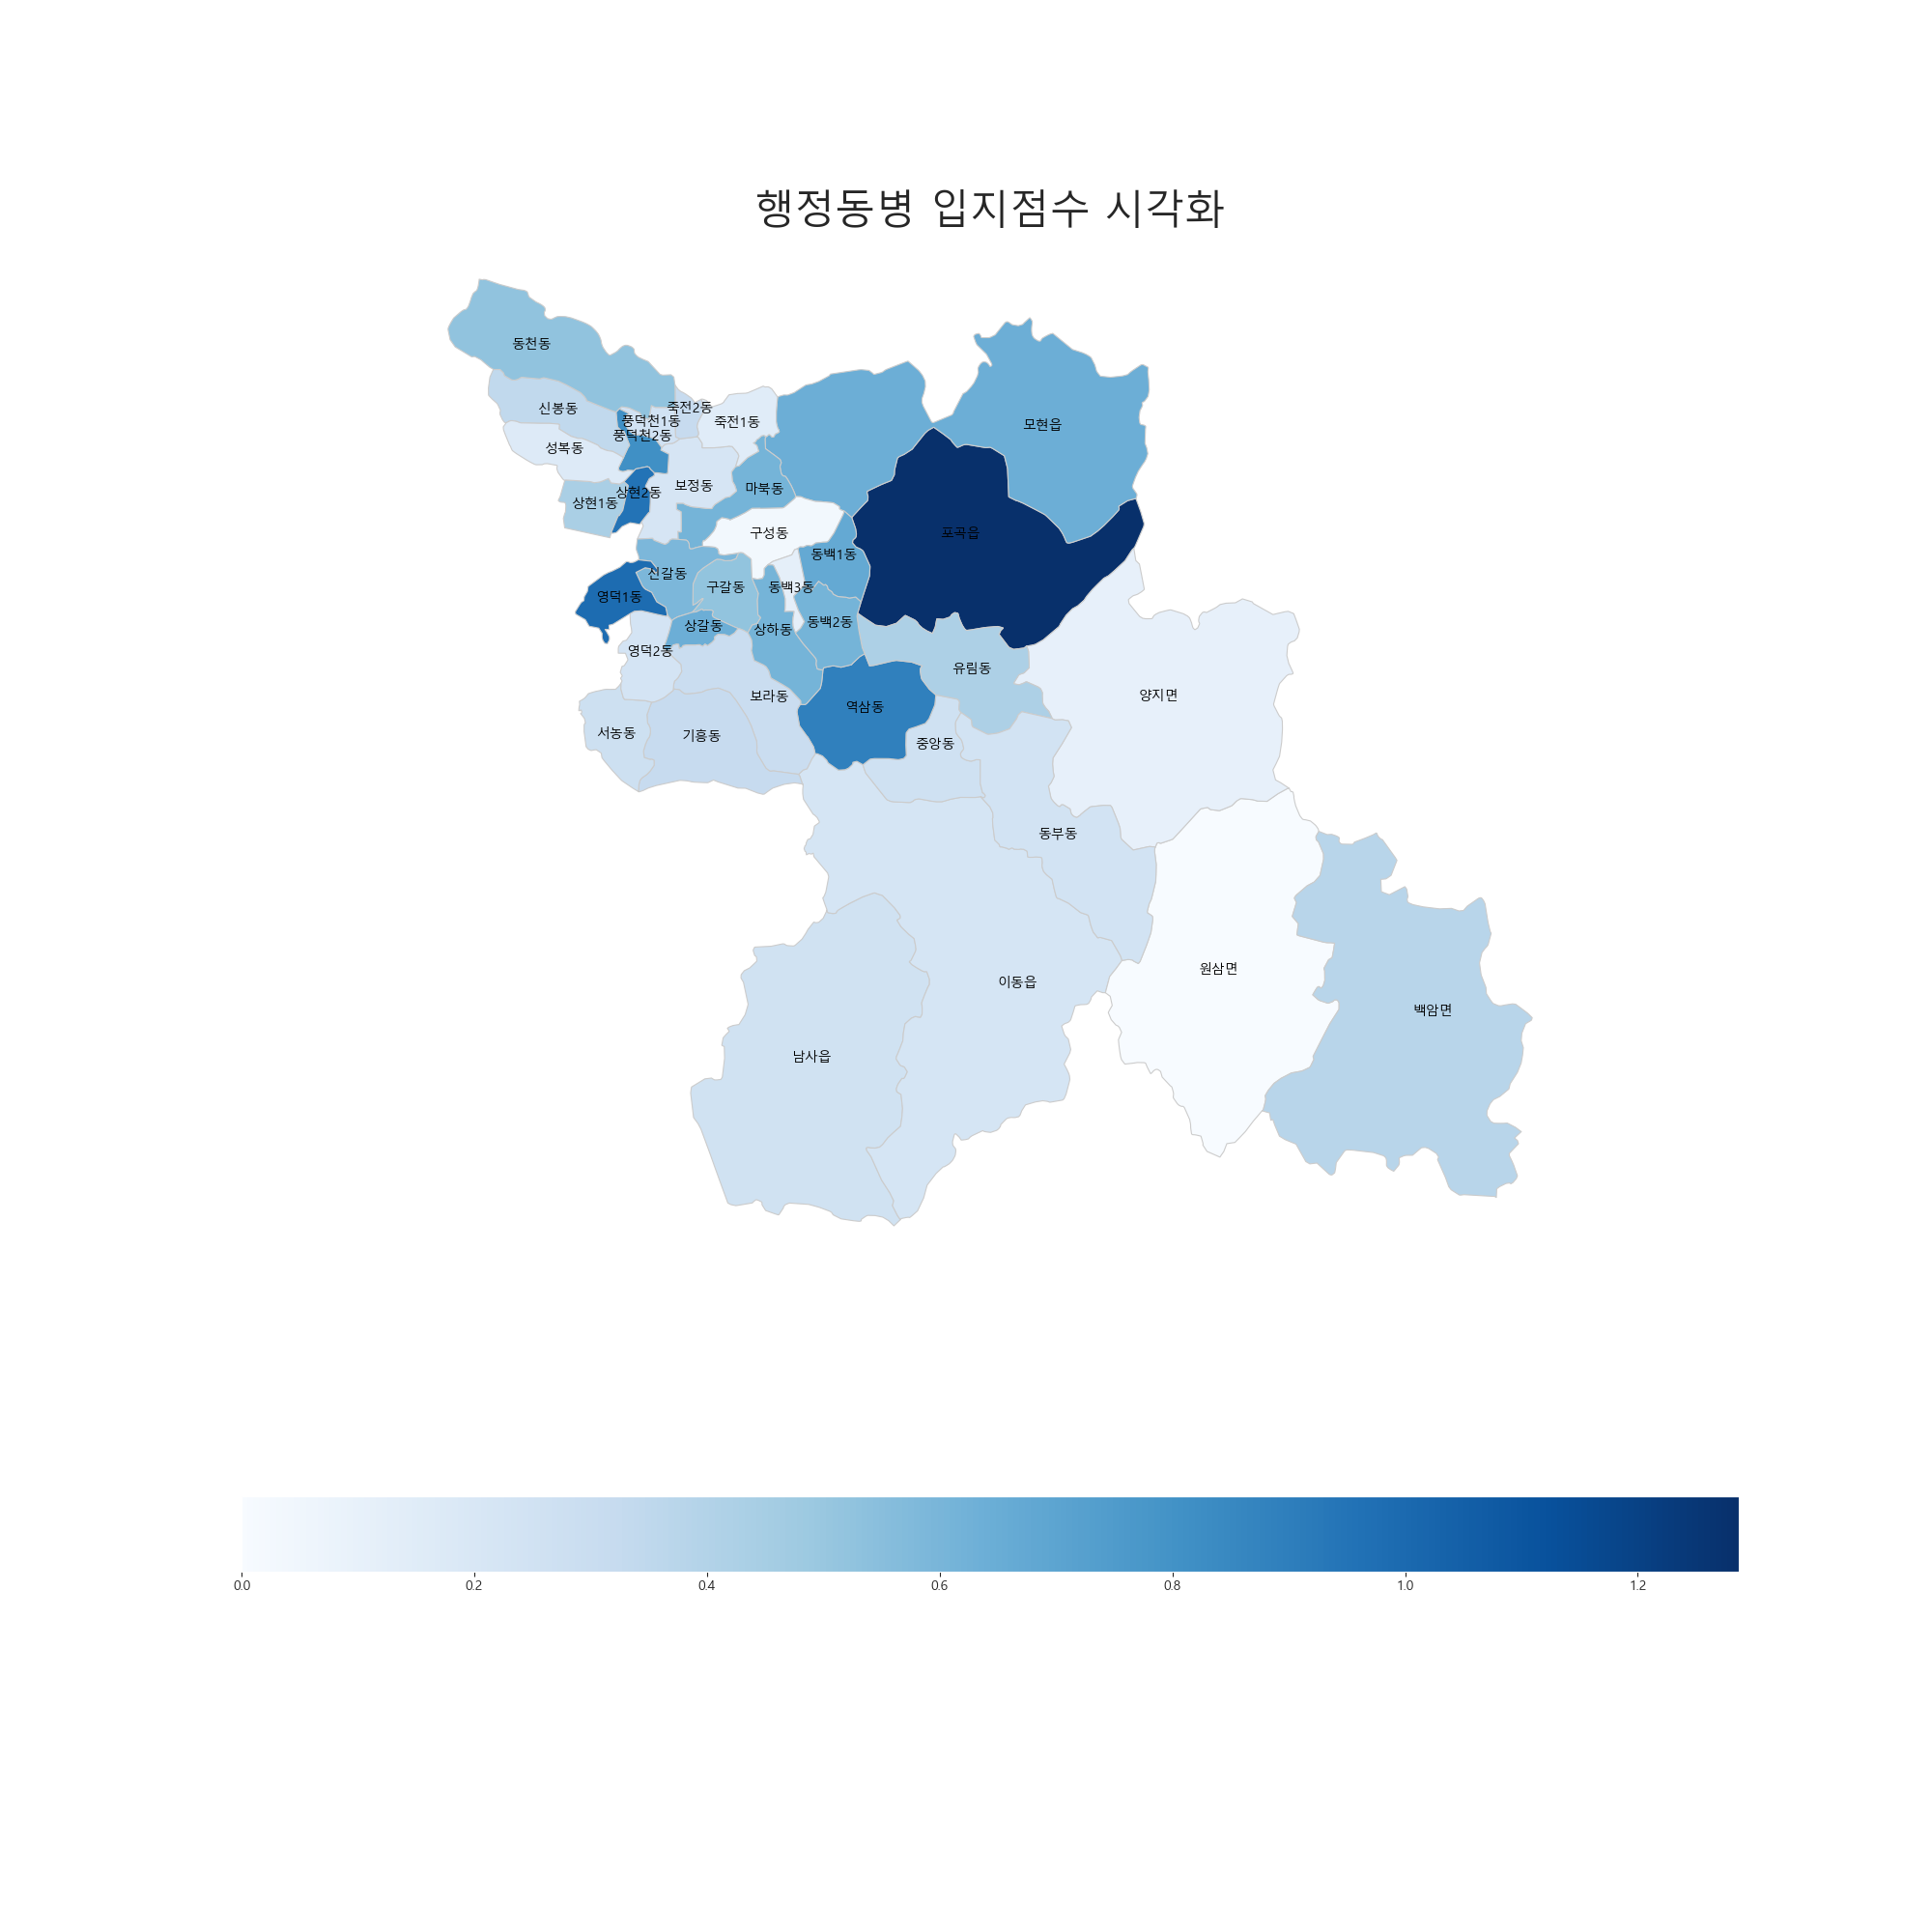 행정동병 입지점수 시각화
동천동
모현읍
신봉동
죽전2동
풍덕천1동
죽전1동
풍덕천2동
성복동
보정동
마북동
상현2동
상현1동
구성동
포곡읍
동백1동
신갈동
구갈동
동백3동
영덕1동
상갈동
상하동
동백2동
영덕2동
유림동
보라동
양지면
역삼동
서농동
기흥동
중앙동
동부동
원삼면
이동읍
백암면
남사읍
0.0 0.2 0.4 0.6 0.8 1.0 1.2